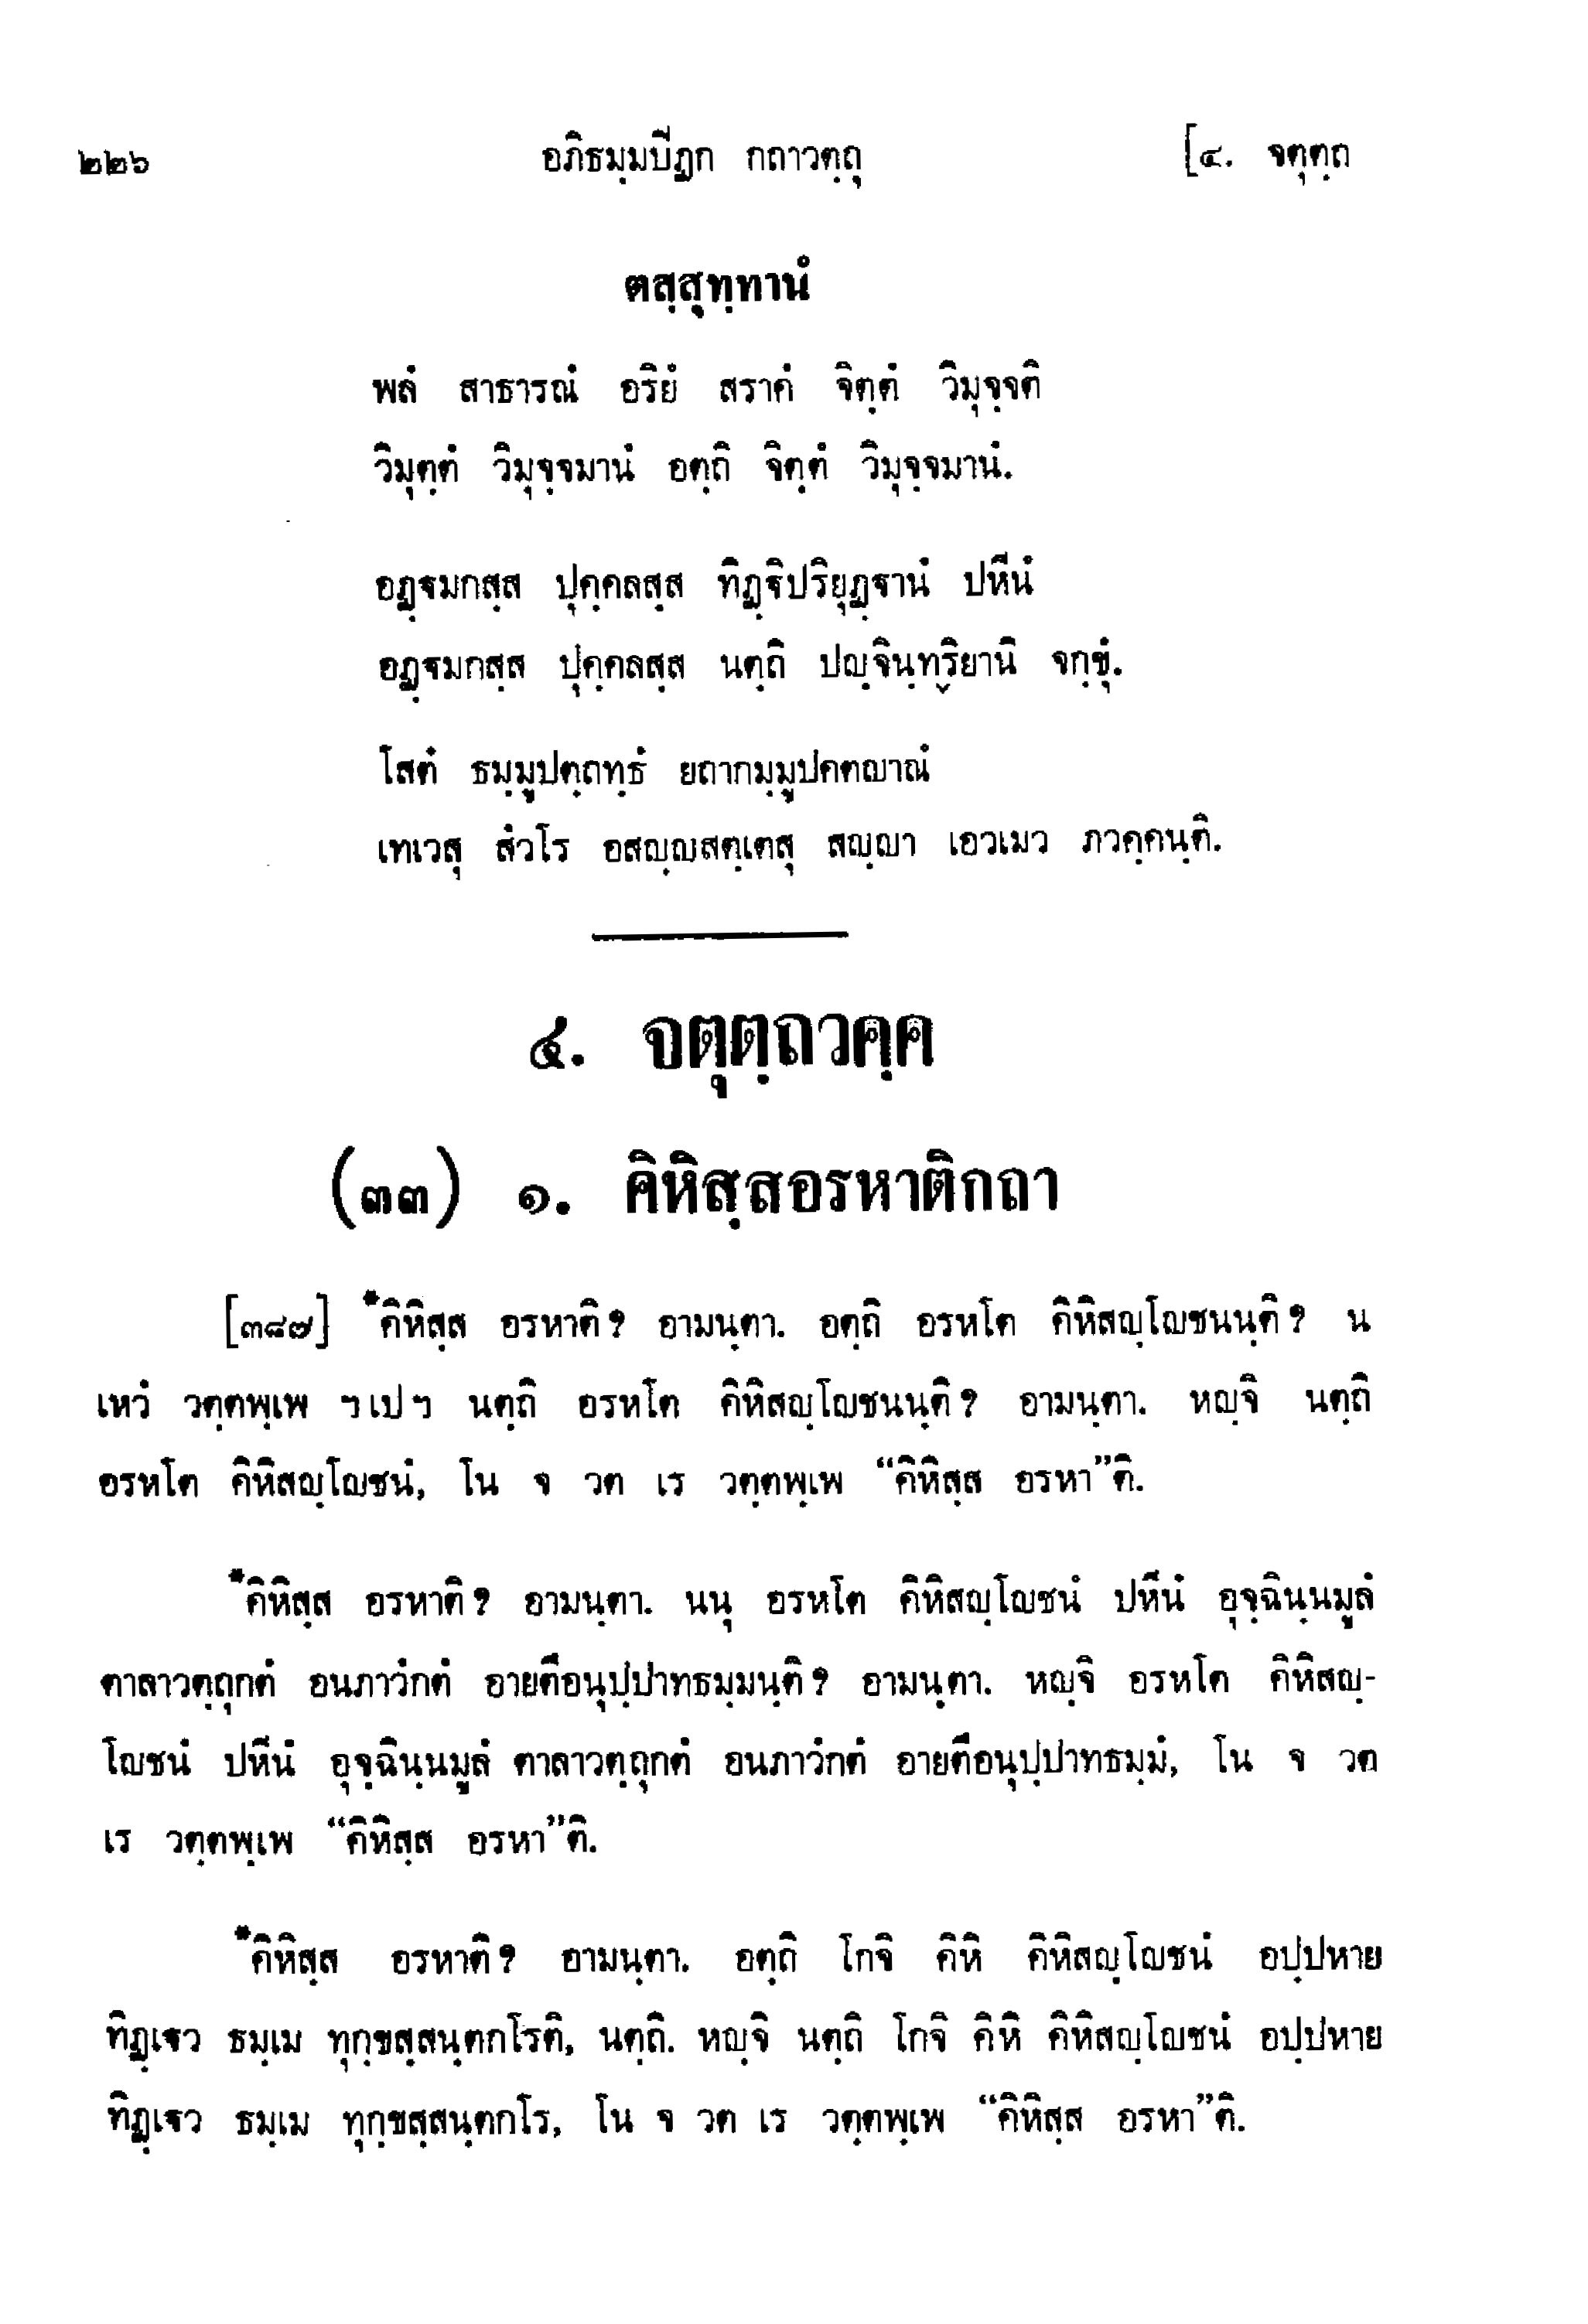 ๒๒๖ อภิธมฺมปิฏก กถาวตฺถุ [๔. จตุตฺถ
ตสฺสุทฺทานํ
พลํ สาธารณํ อริยํ สราคํ จิตฺตํ วิมุจฺจติ
วิมุตฺตํ วิมุจฺจมานํ อตฺถิ จิตฺตํ วิมุจฺจมานํ.
อฏฺฐมกสฺส ปุคฺคลสฺส ทิฏฺฐิปริยุฏฺฐานํ ปหีนํ
อฏฺฐมกสฺส ปุคฺคลสฺส นตฺถิ ปญฺจินฺทฺริยานิ จกฺขุํ.
โสตํ ธมฺมูปตฺถทฺธํ ยถากมฺมูปคตญาณํ
เทเวสุ สํวโร อสญฺญสตฺเตสุ สญฺญา เอวเมว ภวคฺคนฺติ.
๔. จตุตฺถวคฺค
(๓๓) ๑. คิหิสฺสอรหาติกถา
[๓๘๗] *คิหิสฺส อรหาติ? อามนฺตา. อตฺถิ อรหโต คิหิสญฺโญชนนฺติ? น
เหวํ วตฺตพฺเพ ฯเปฯ นตฺถิ อรหโต คิหิสญฺโญชนนฺติ? อามนฺตา. หญฺจิ นตฺถิ
อรหโต คิหิสญฺโญชนํ, โน จ วต เร วตฺตพฺเพ “คิหิสฺส อรหา”ติ.
*คิหิสฺส อรหาติ? อามนฺตา. นนุ อรหโต คิหิสญฺโญชนํ ปหีนํ อุจฺฉินฺนมูลํ
ตาลาวตฺถุกตํ อนภาวํกตํ อายตึอนุปฺปาทธมฺมนฺติ? อามนฺตา. หญฺจิ อรหโต คิหิสญฺ-
โญชนํ ปหีนํ อุจฺฉินฺนมูลํ ตาลาวตฺถุกตํ อนภาวํกตํ อายตึอนุปฺปาทธมฺมํ, โน จ วต
เร วตฺตพฺเพ “คิหิสฺส อรหา”ติ.
*คิหิสฺส อรหาติ? อามนฺตา. อตฺถิ โกจิ คิหิ คิหิสญฺโญชนํ อปฺปหาย
ทิฏฺเฐว ธมฺเม ทุกฺขสฺสนฺตกโรติ, นตฺถิ. หญฺจิ นตฺถิ โกจิ คิหิ คิหิสญฺโญชนํ อปฺปหาย
ทิฏฺเฐว ธมฺเม ทุกฺขสฺสนฺตกโร, โน จ วต เร วตฺตพฺเพ “คิหิสฺส อรหา”ติ.